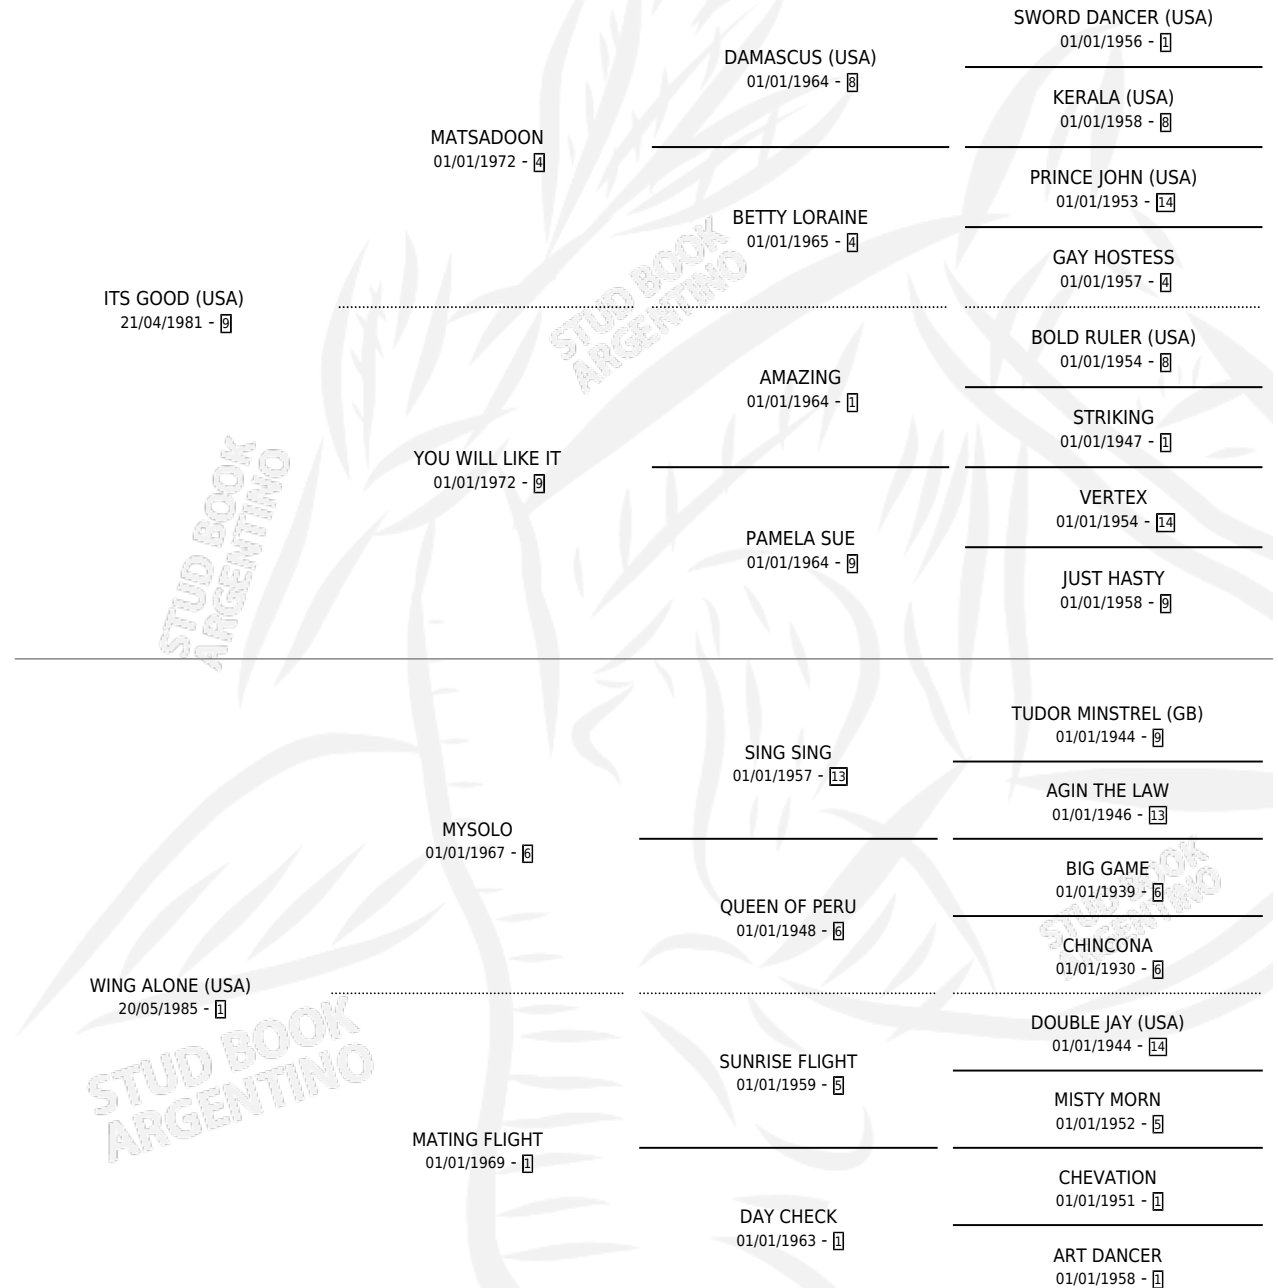 SWORD DANCER (USA)
01/01/1956 - 1
DAMASCUS (USA)
01/01/1964 - 8
KERALA (USA)
01/01/1958 - 8
MATSADOON
01/01/1972 - 4
PRINCE JOHN (USA)
01/01/1953 - 14
BETTY LORAINE
01/01/1965 - 4
GAY HOSTESS
01/01/1957 - 4
ITS GOOD (USA)
21/04/1981 - 9
BOLD RULER (USA)
01/01/1954 - 8
AMAZING
01/01/1964 - 1
STRIKING
01/01/1947 - 1
YOU WILL LIKE IT
01/01/1972 - 9
VERTEX
01/01/1954 - 14
PAMELA SUE
01/01/1964 - 9
JUST HASTY
01/01/1958 - 9
TUDOR MINSTREL (GB)
01/01/1944 - 9
SING SING
01/01/1957 - 13
AGIN THE LAW
01/01/1946 - 13
MYSOLO
01/01/1967 - 6
BIG GAME
01/01/1939 - 6
QUEEN OF PERU
01/01/1948 - 6
CHINCONA
01/01/1930 - 6
WING ALONE (USA)
20/05/1985 - 1
DOUBLE JAY (USA)
01/01/1944 - 14
SUNRISE FLIGHT
01/01/1959 - 5
MISTY MORN
01/01/1952 - 5
MATING FLIGHT
01/01/1969 - 1
CHEVATION
01/01/1951 - 1
DAY CHECK
01/01/1963 - 1
ART DANCER
01/01/1958 - 1
STUD BOOK
ARGENTINO
STUD BOOK
ARGENTINO
STUD BOOK
ARGENTINO
STUD BOOK
ARGENTINO